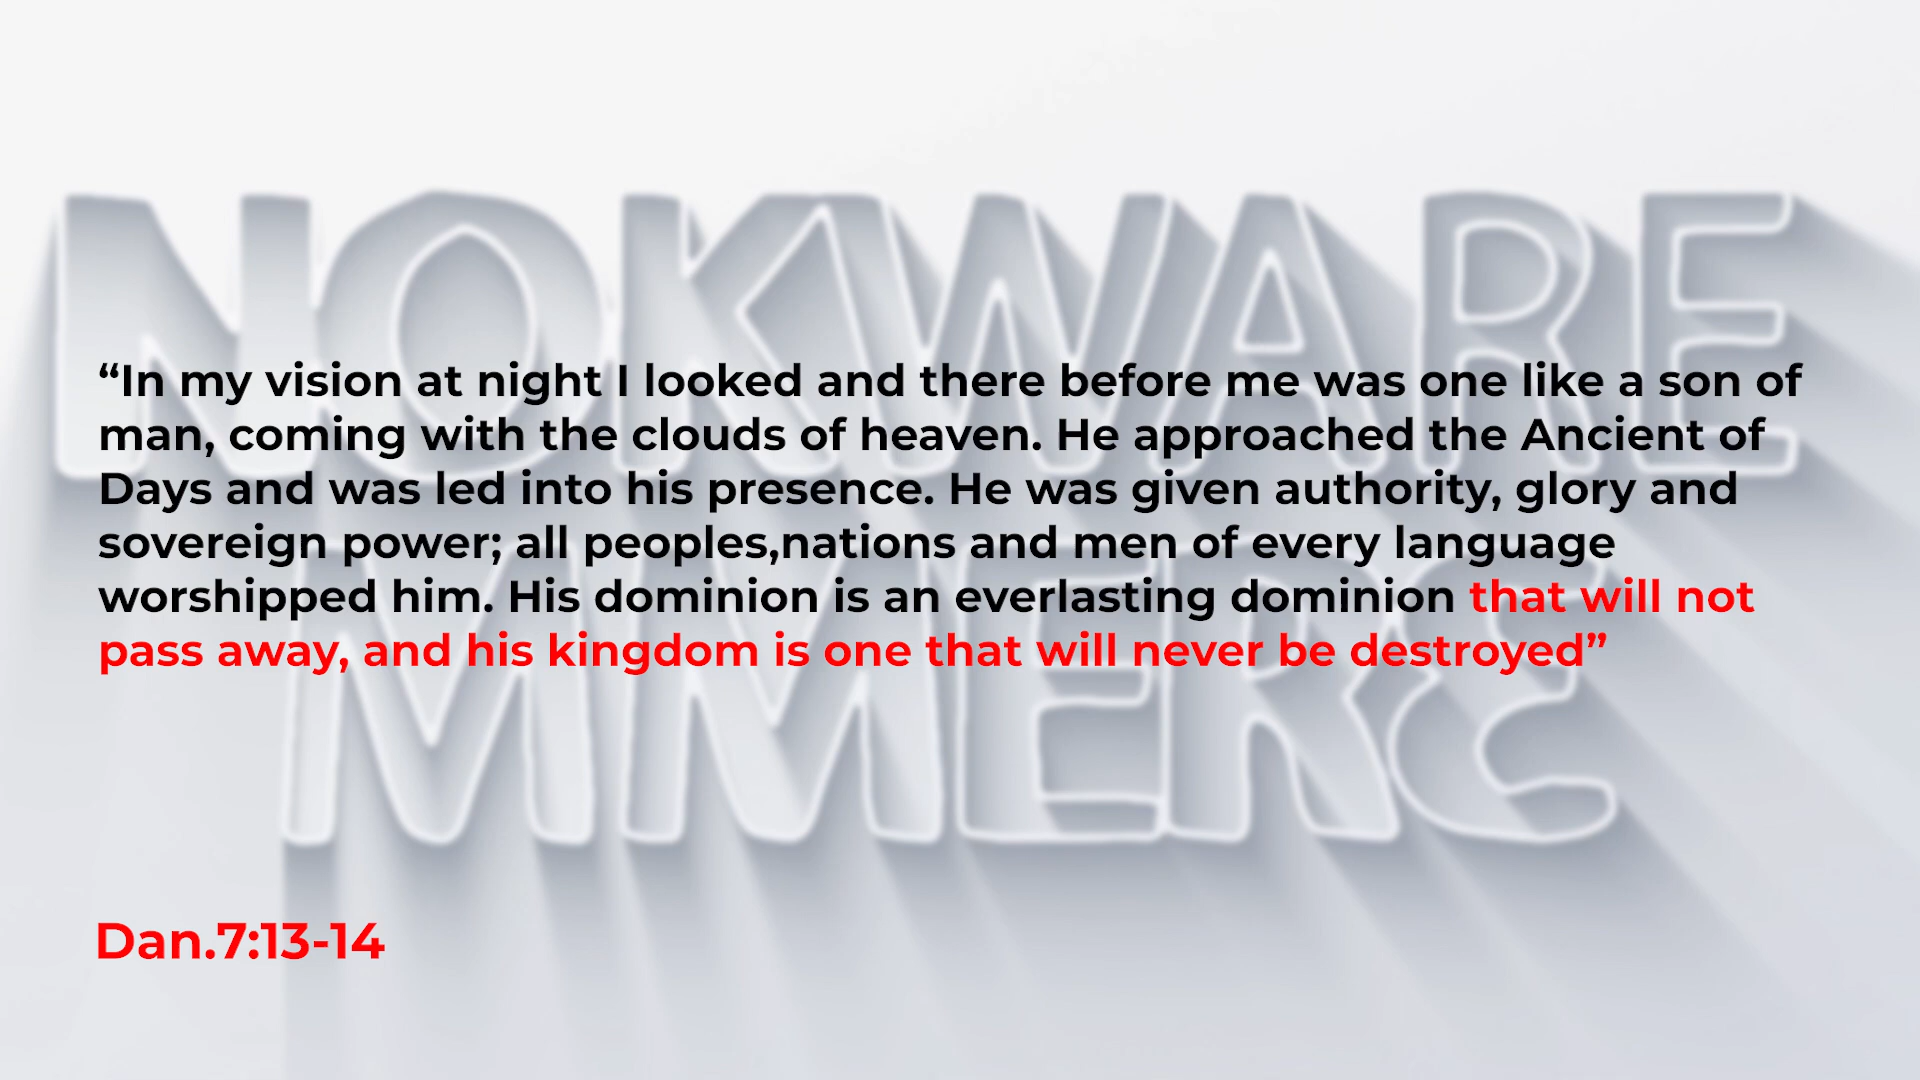 NOKWARE
MMERƐ
“In my vision at night I looked and there before me was one like a son of
man, coming with the clouds of heaven. He approached the Ancient of
Days and was led into his presence. He was given authority, glory and
sovereign power; all peoples,nations and men of every language
worshipped him. His dominion is an everlasting dominion that will not
pass away, and his kingdom is one that will never be destroyed”
Dan.7:13-14